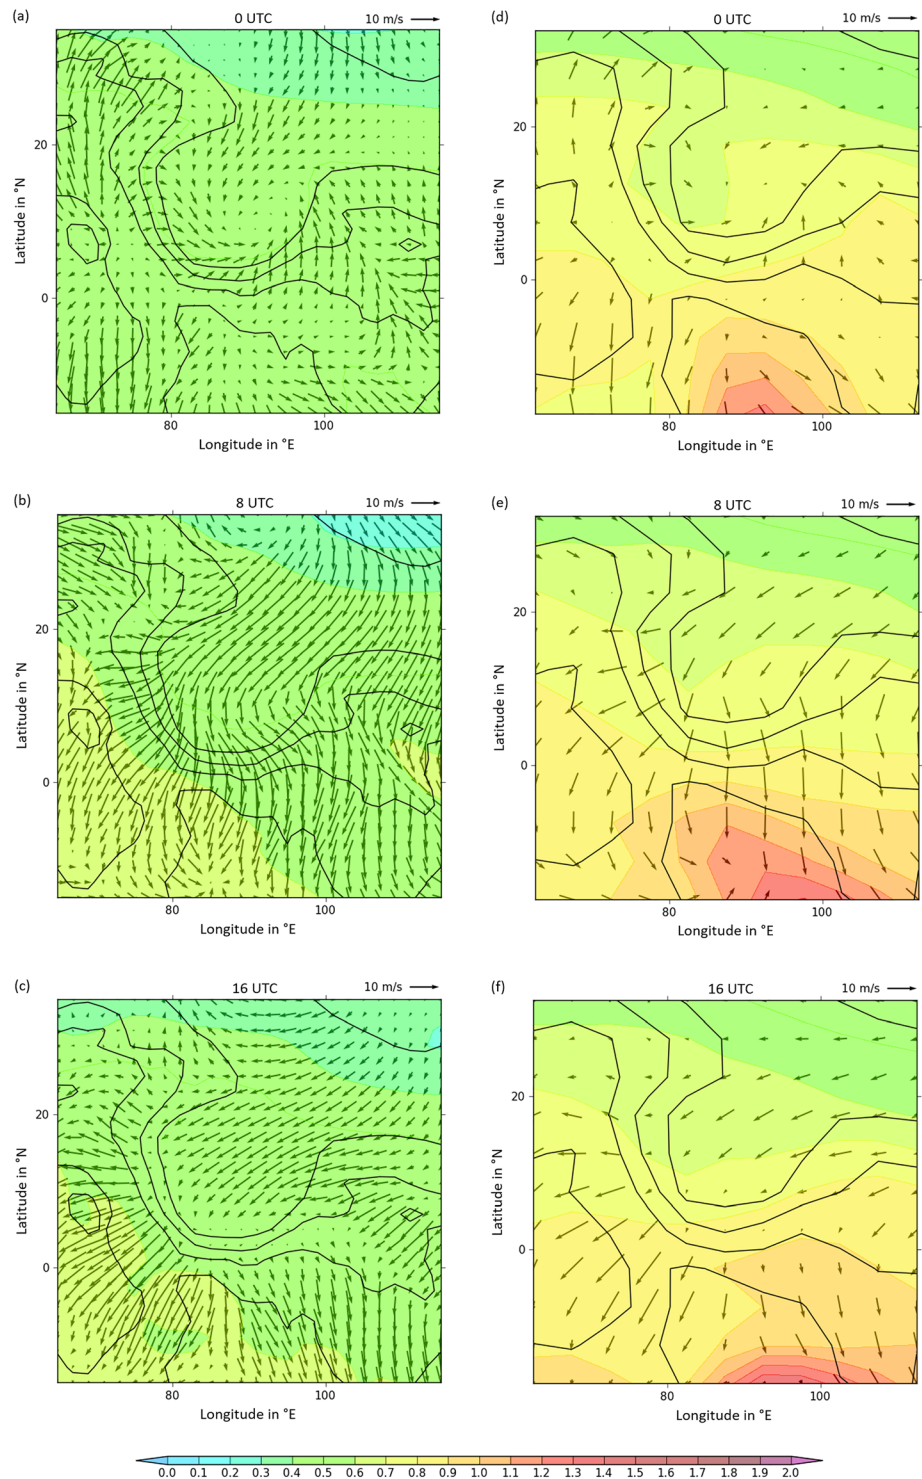 (a) 0 UTC 10 m/s
20
0
Latitude in °N
80 100
Longitude in °E
(d) 0 UTC 10 m/s
20
0
Latitude in °N
80 100
Longitude in °E
(b) 8 UTC 10 m/s
20
0
Latitude in °N
80 100
Longitude in °E
(e) 8 UTC 10 m/s
20
0
Latitude in °N
80 100
Longitude in °E
(c) 16 UTC 10 m/s
20
0
Latitude in °N
80 100
Longitude in °E
(f) 16 UTC 10 m/s
20
0
Latitude in °N
80 100
Longitude in °E
0.0 0.1 0.2 0.3 0.4 0.5 0.6 0.7 0.8 0.9 1.0 1.1 1.2 1.3 1.4 1.5 1.6 1.7 1.8 1.9 2.0